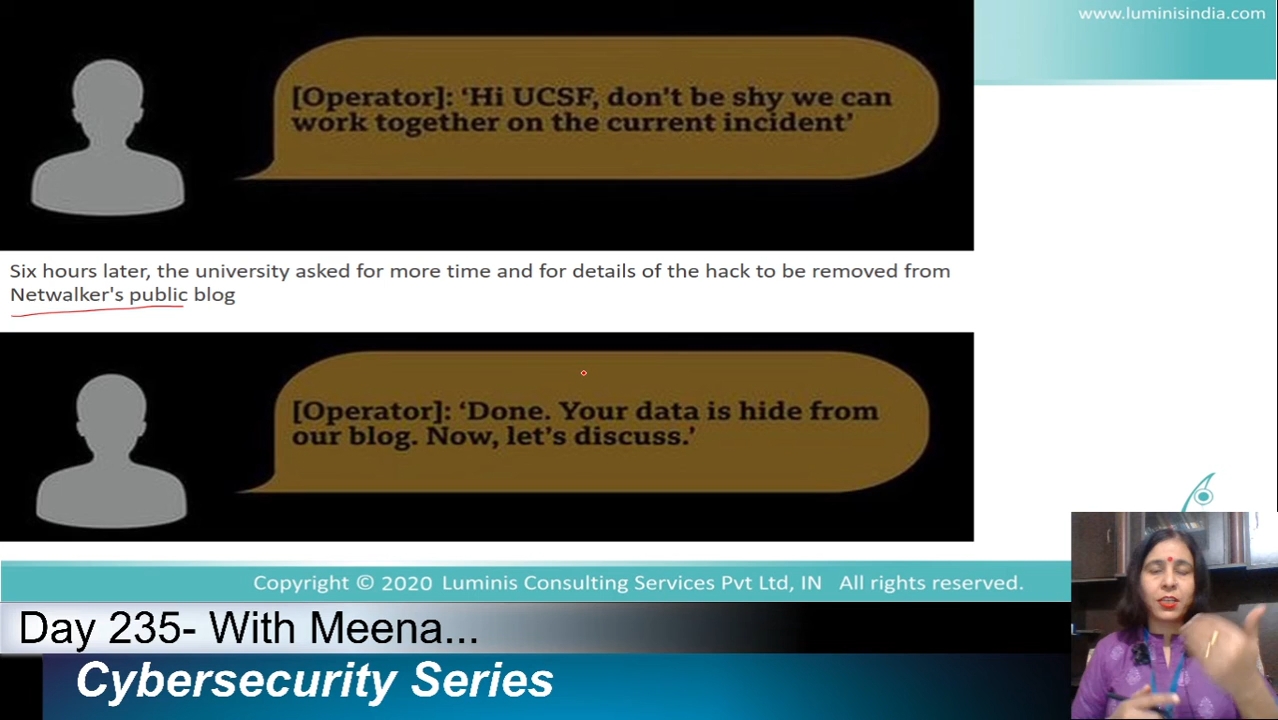 www.luminisindia.com
[Operator]: ‘Hi UCSF, don’t be shy we can
work together on the current incident’
Six hours later, the university asked for more time and for details of the hack to be removed from
Netwalker's public blog
[Operator]: ‘Done. Your data is hide from
our blog. Now, let’s discuss.’
Copyright © 2020 Luminis Consulting Services Pvt Ltd, IN All rights reserved.
Day 235- With Meena...
Cybersecurity Series